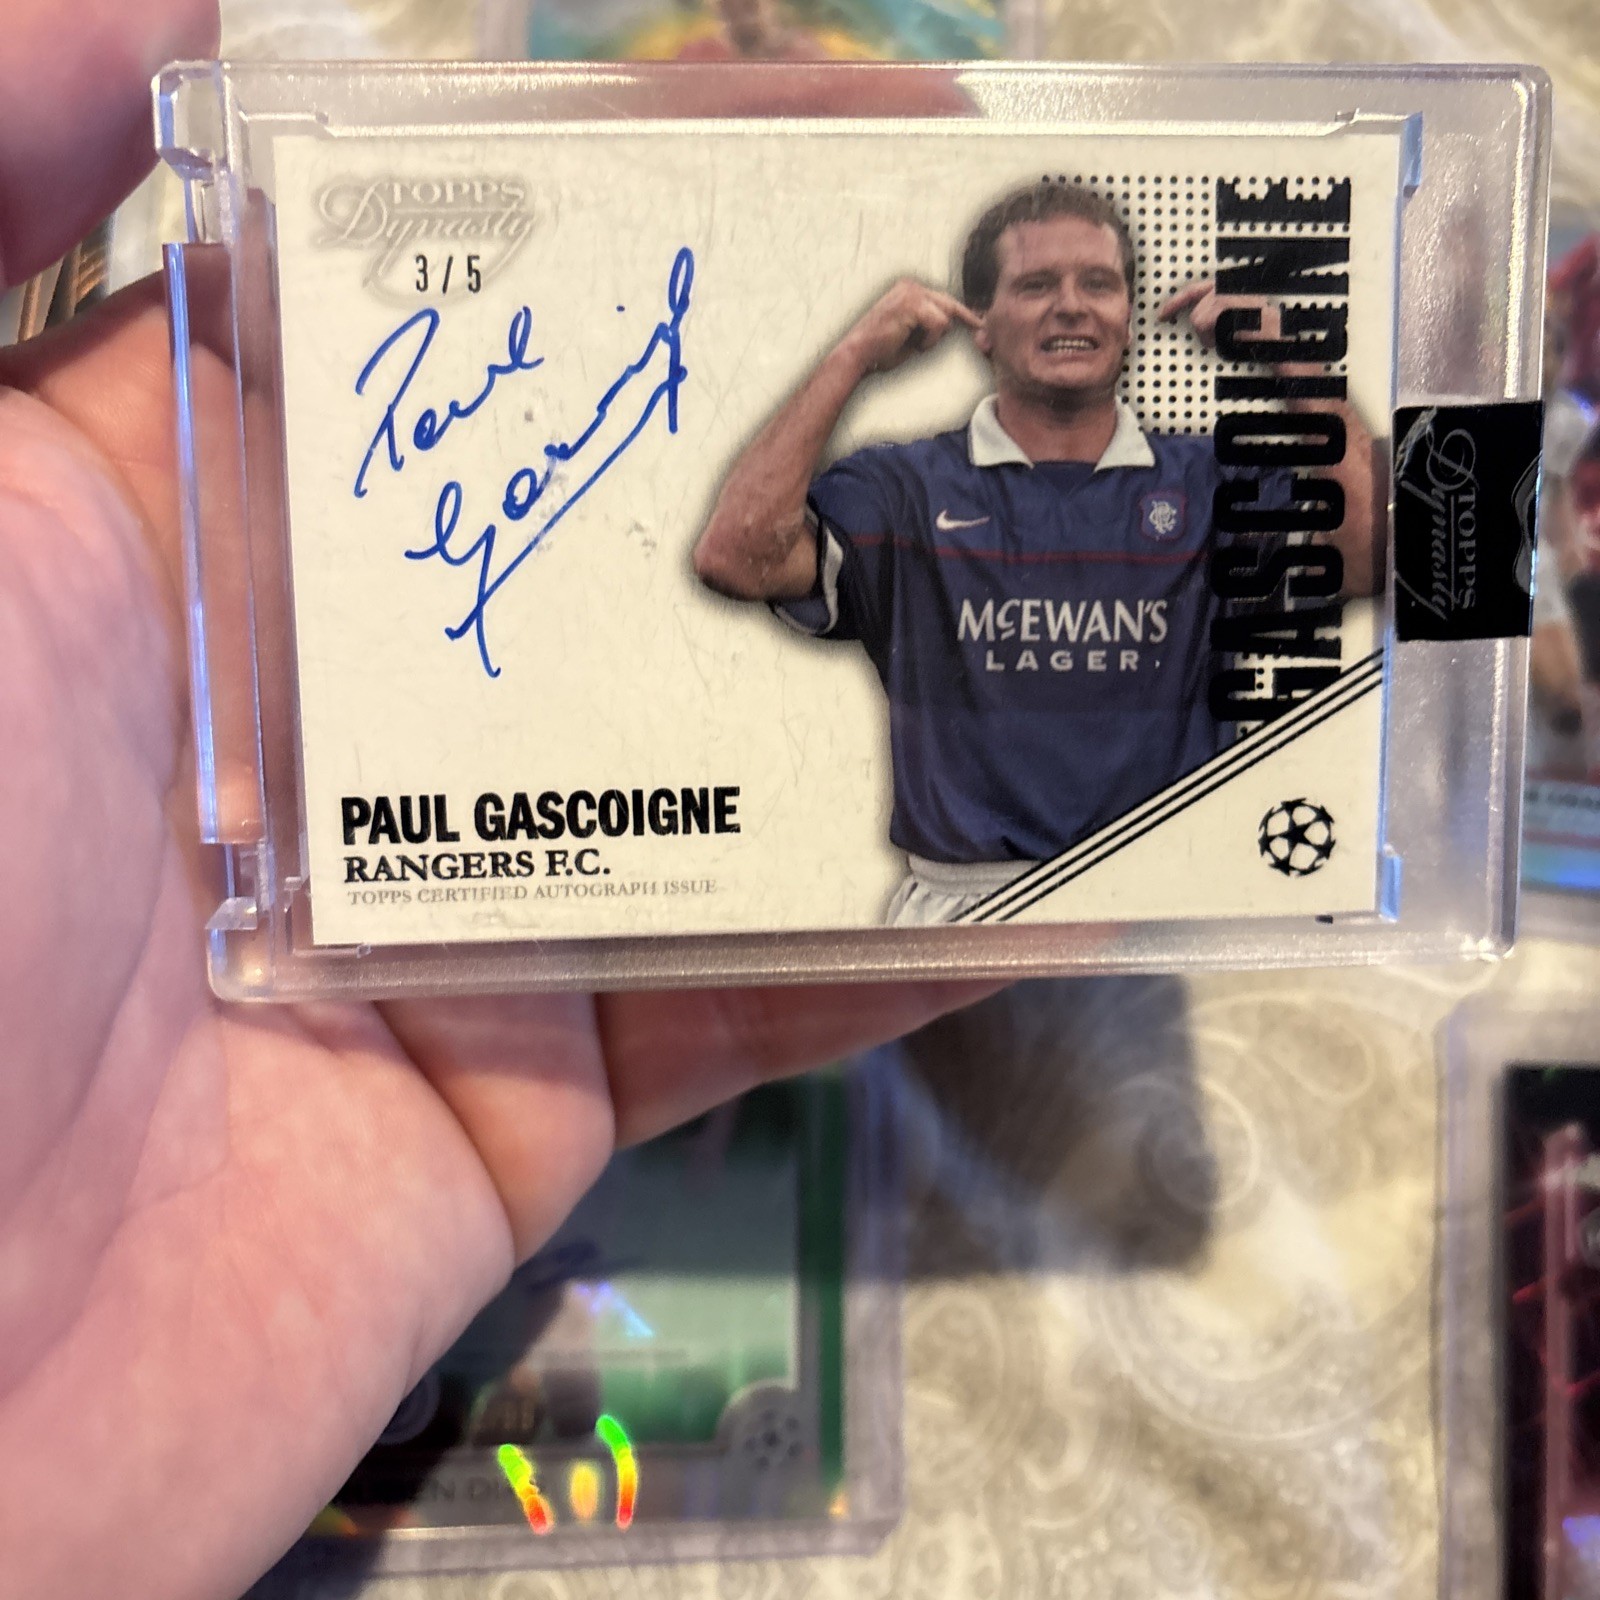 TOPPS
Dynasty
3/5
Paul
Gascoigne
PAUL GASCOIGNE
RANGERS F.C.
TOPPS CERTIFIED AUTOGRAPH ISSUE
McEWAN'S
LAGER
GASCOIGNE
TOPPS
Dynasty